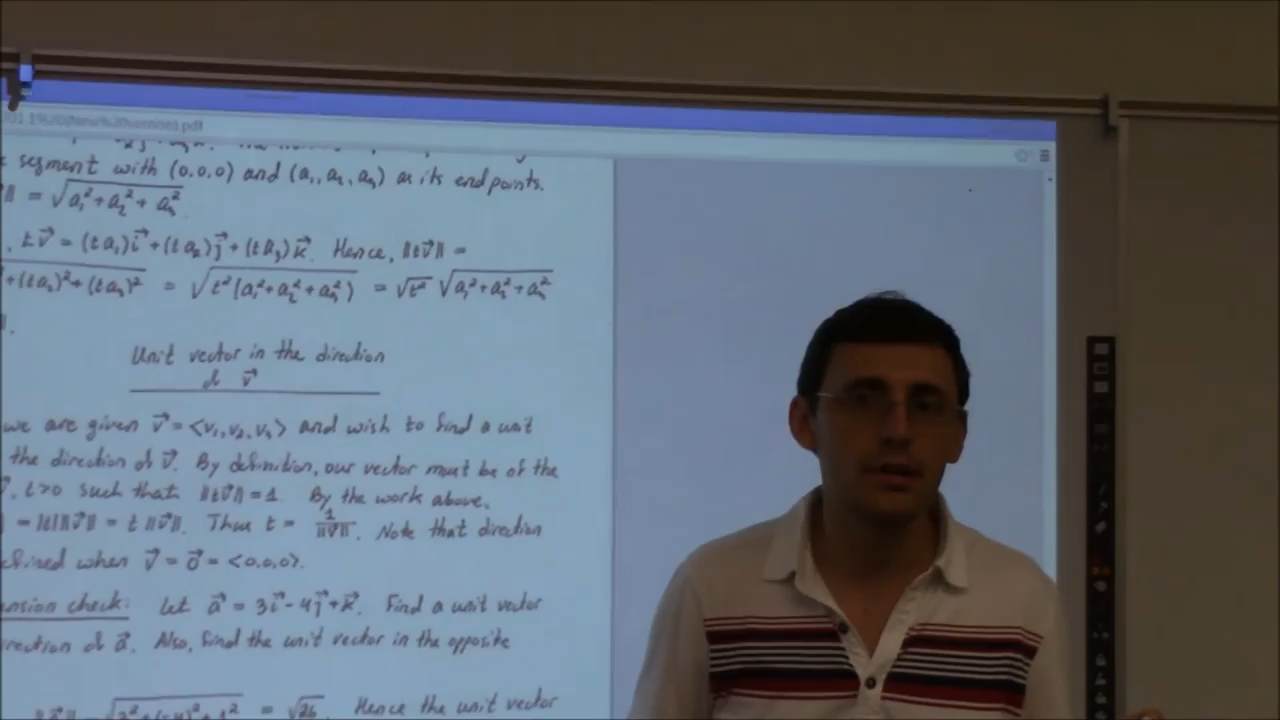 segment with (0,0,0) and (a₁, a₂, a₃) as its endpoints.
‖ = √a₁²+a₂²+a₃²
t v⃗ = (ta₁)i⃗ + (ta₂)j⃗ + (ta₃)k⃗. Hence, ‖tv⃗‖ =
+(ta₂)²+(ta₃)² = √t²(a₁²+a₂²+a₃²) = √t² √a₁²+a₂²+a₃²
‖.
Unit vector in the direction
of v⃗
we are given v⃗ = <v₁,v₂,v₃> and wish to find a unit
the direction of v⃗. By definition, our vector must be of the
t>0 such that ‖tv⃗‖ = 1. By the work above,
= |t|‖v⃗‖ = t ‖v⃗‖. Thus t = 1/‖v⃗‖. Note that direction
when v⃗ = 0⃗ = <0,0,0>.
check: Let a⃗ = 3i⃗ - 4j⃗ + k⃗. Find a unit vector
of a⃗. Also, find the unit vector in the opposite
‖a⃗‖ = √3²+(-4)²+1² = √26. Hence the unit vector